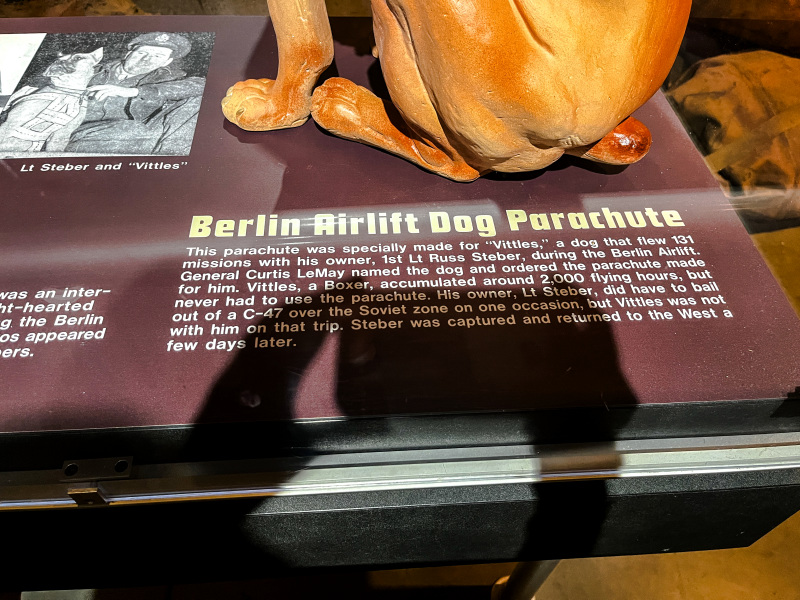 Lt Steber and "Vittles"
Berlin Airlift Dog Parachute
This parachute was specially made for "Vittles," a dog that flew 131
missions with his owner, 1st Lt Russ Steber, during the Berlin Airlift.
General Curtis LeMay named the dog and ordered the parachute made
for him. Vittles, a Boxer, accumulated around 2,000 flying hours, but
never had to use the parachute. His owner, Lt Steber, did have to bail
out of a C-47 over the Soviet zone on one occasion, but Vittles was not
with him on that trip. Steber was captured and returned to the West a
few days later.
was an inter-
ht-hearted
g the Berlin
os appeared
ers.